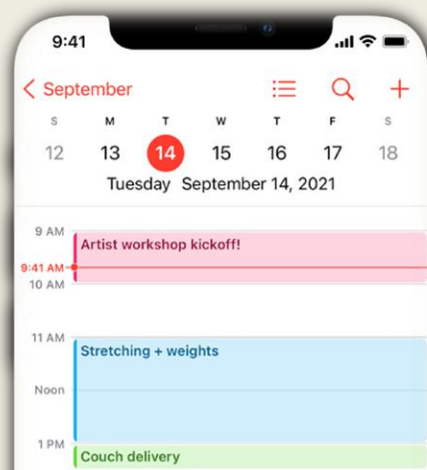 9:41
September
S M T W T F S
12 13 14 15 16 17 18
Tuesday September 14, 2021
9 AM
Artist workshop kickoff!
9:41 AM
10 AM
11 AM
Stretching + weights
Noon
1 PM
Couch delivery